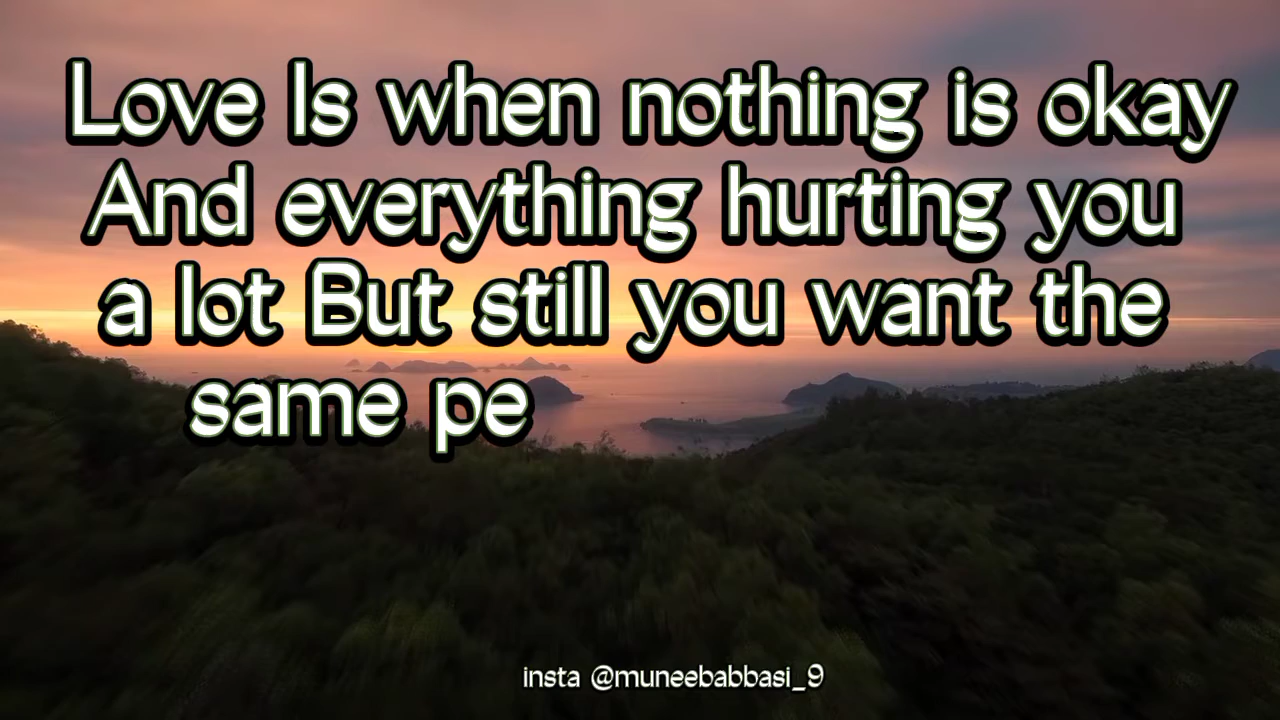 Love Is when nothing is okay
And everything hurting you
a lot But still you want the
same pe
insta @muneebabbasi_9